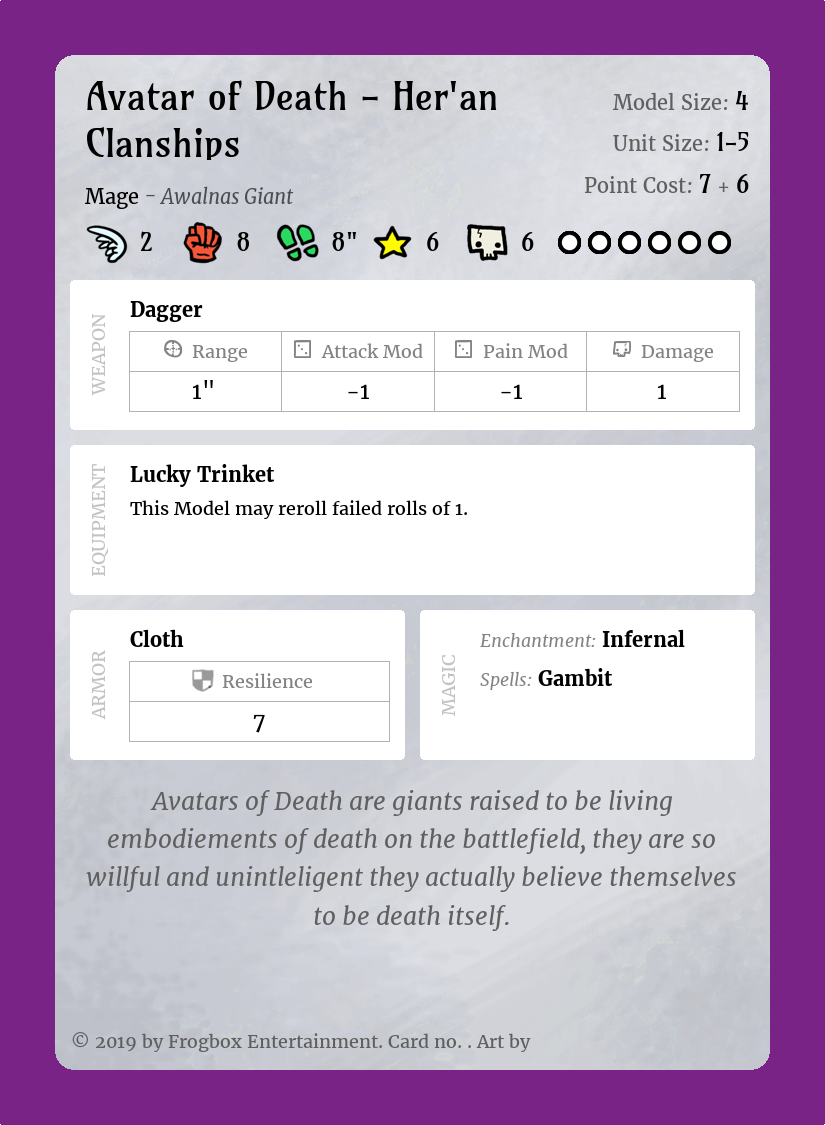 Avatar of Death – Her'an
Clanships
Model Size: 4
Unit Size: 1-5
Point Cost: 7 + 6
Mage – Awalnas Giant
2 8 8" 6 6
WEAPON
Dagger
Range Attack Mod Pain Mod Damage
1" -1 -1 1
EQUIPMENT
Lucky Trinket
This Model may reroll failed rolls of 1.
ARMOR
Cloth
Resilience
7
MAGIC
Enchantment: Infernal
Spells: Gambit
Avatars of Death are giants raised to be living
embodiements of death on the battlefield, they are so
willful and unintleligent they actually believe themselves
to be death itself.
© 2019 by Frogbox Entertainment. Card no. . Art by